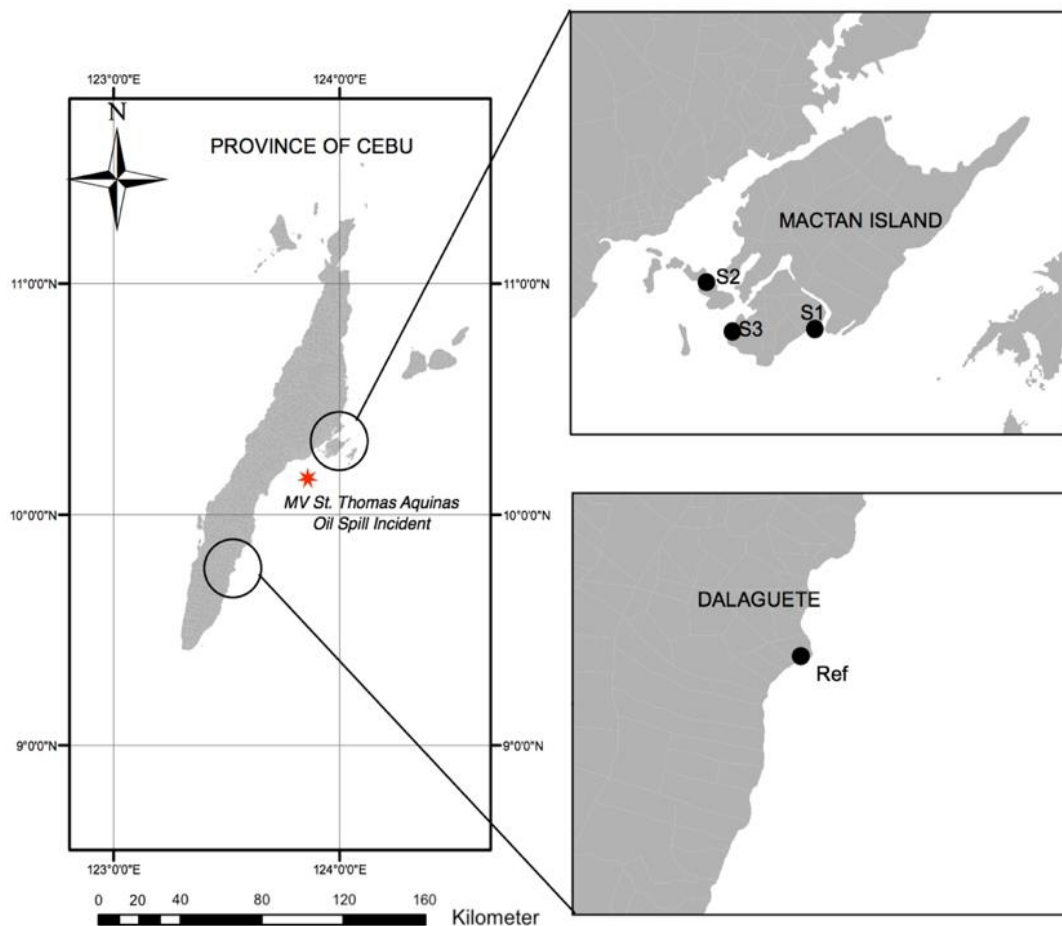 123°0'0"E 124°0'0"E
N
PROVINCE OF CEBU
11°0'0"N 11°0'0"N
MV St. Thomas Aquinas
Oil Spill Incident
10°0'0"N 10°0'0"N
9°0'0"N 9°0'0"N
123°0'0"E 124°0'0"E
0 20 40 80 120 160
Kilometer
MACTAN ISLAND
S2
S1
S3
DALAGUETE
Ref